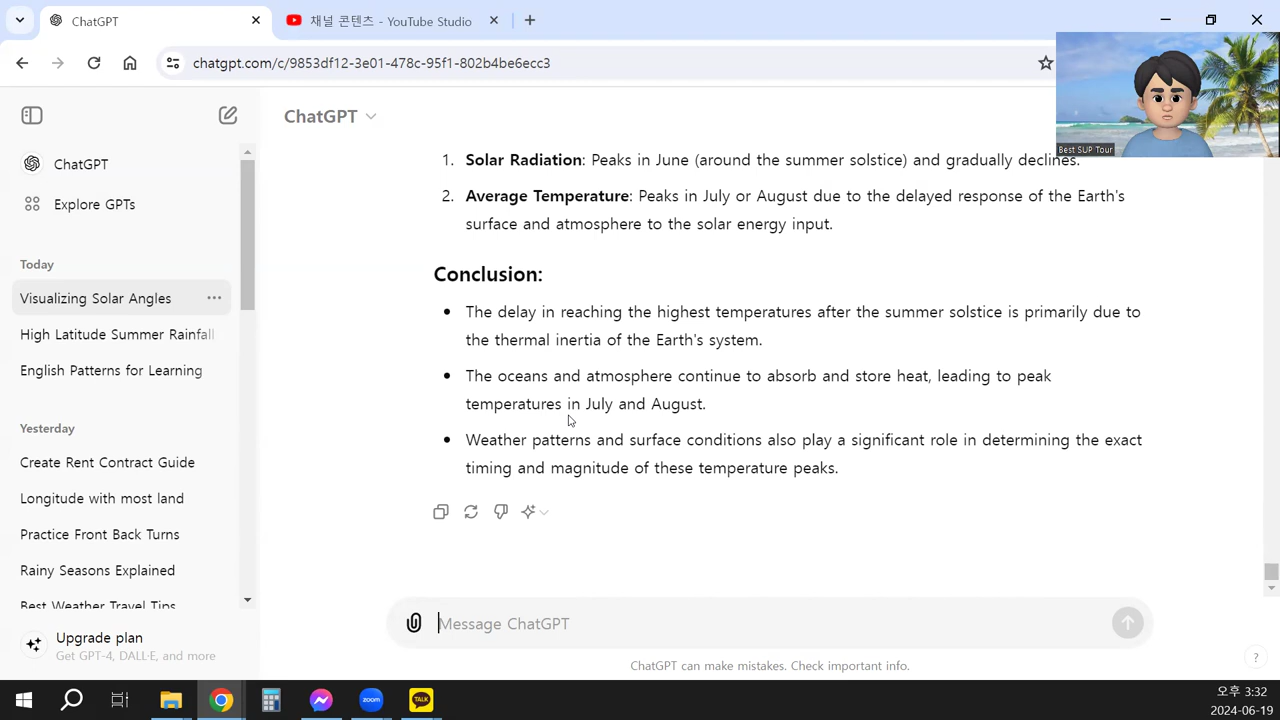 ChatGPT
채널 콘텐츠 - YouTube Studio
chatgpt.com/c/9853df12-3e01-478c-95f1-802b4be6ecc3
Best SUP Tour
ChatGPT
ChatGPT
Explore GPTs
Today
Visualizing Solar Angles
High Latitude Summer Rainfall
English Patterns for Learning
Yesterday
Create Rent Contract Guide
Longitude with most land
Practice Front Back Turns
Rainy Seasons Explained
Best Weather Travel Tips
Upgrade plan
Get GPT-4, DALL·E, and more
1. Solar Radiation: Peaks in June (around the summer solstice) and gradually declines.
2. Average Temperature: Peaks in July or August due to the delayed response of the Earth's
surface and atmosphere to the solar energy input.
Conclusion:
• The delay in reaching the highest temperatures after the summer solstice is primarily due to
the thermal inertia of the Earth's system.
• The oceans and atmosphere continue to absorb and store heat, leading to peak
temperatures in July and August.
• Weather patterns and surface conditions also play a significant role in determining the exact
timing and magnitude of these temperature peaks.
Message ChatGPT
ChatGPT can make mistakes. Check important info.
?
zoom
TALK
오후 3:32
2024-06-19